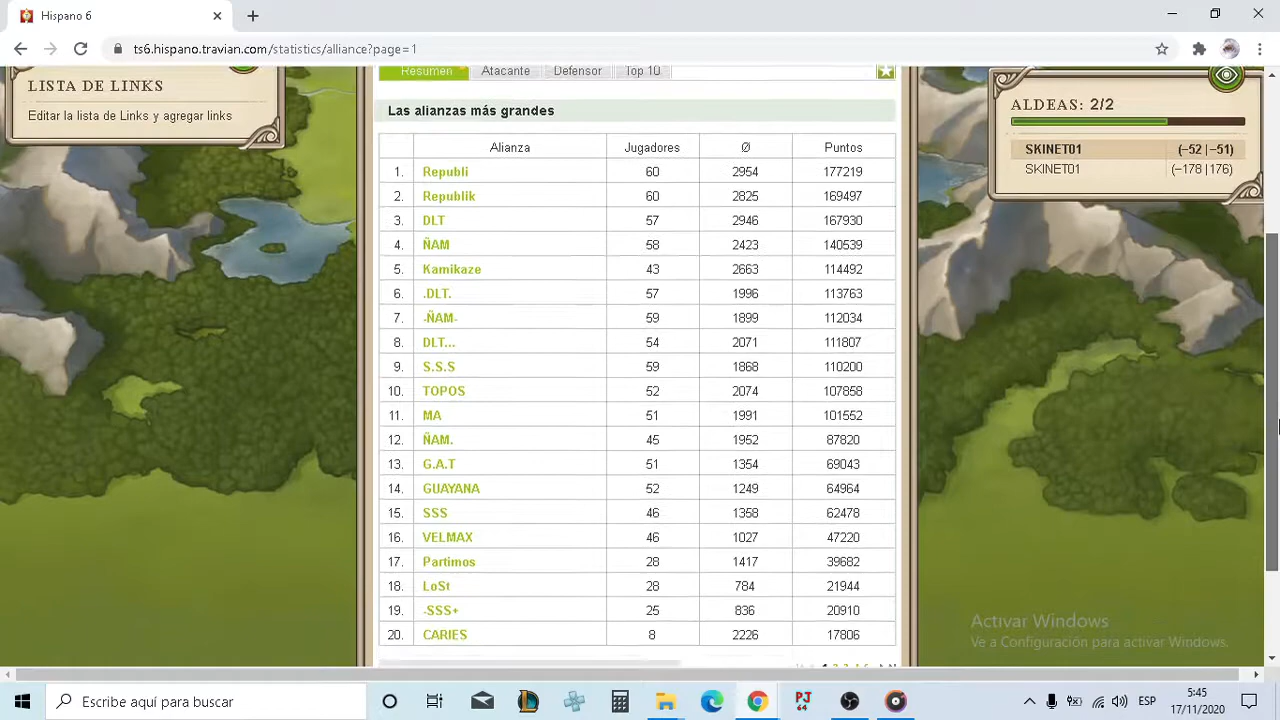 Hispano 6
ts6.hispano.travian.com/statistics/alliance?page=1
LISTA DE LINKS
Editar la lista de Links y agregar links
Resumen Atacante Defensor Top 10
Las alianzas más grandes
Alianza Jugadores Ø Puntos
1. Republi 60 2954 177219
2. Republik 60 2825 169497
3. DLT 57 2946 167930
4. ÑAM 58 2423 140539
5. Kamikaze 43 2663 114492
6. .DLT. 57 1996 113763
7. -ÑAM- 59 1899 112034
8. DLT... 54 2071 111807
9. S.S.S 59 1868 110200
10. TOPOS 52 2074 107858
11. MA 51 1991 101552
12. ÑAM. 45 1952 87820
13. G.A.T 51 1354 69043
14. GUAYANA 52 1249 64964
15. SSS 46 1358 62478
16. VELMAX 46 1027 47220
17. Partimos 28 1417 39682
18. LoSt 28 784 21944
19. -SSS+ 25 836 20910
20. CARIES 8 2226 17806
ALDEAS: 2/2
SKINET01 (−52|−51)
SKINET01 (−178|176)
Activar Windows
Ve a Configuración para activar Windows.
Escribe aquí para buscar
PJ
64
ESP
5:45
17/11/2020